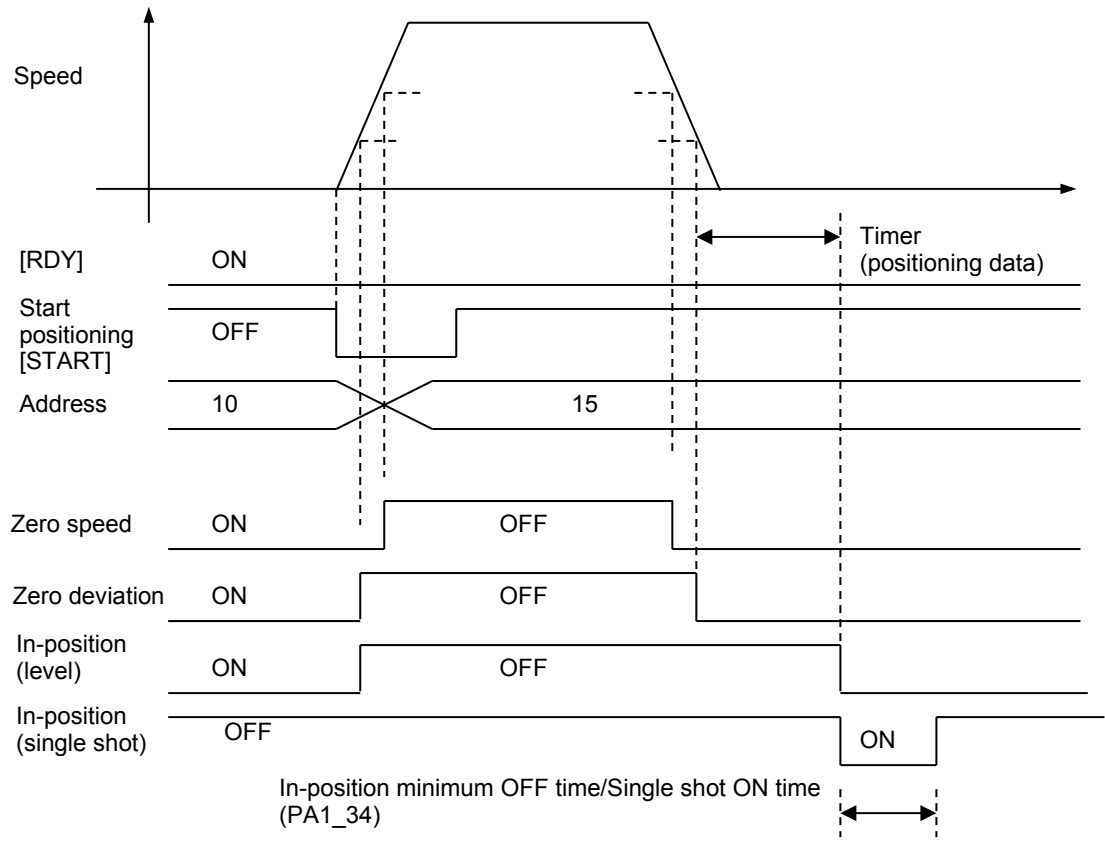 Speed
Timer
(positioning data)
[RDY]
ON
Start
positioning
[START]
OFF
Address
10
15
Zero speed
ON
OFF
Zero deviation
ON
OFF
In-position
(level)
ON
OFF
In-position
(single shot)
OFF
ON
In-position minimum OFF time/Single shot ON time
(PA1_34)